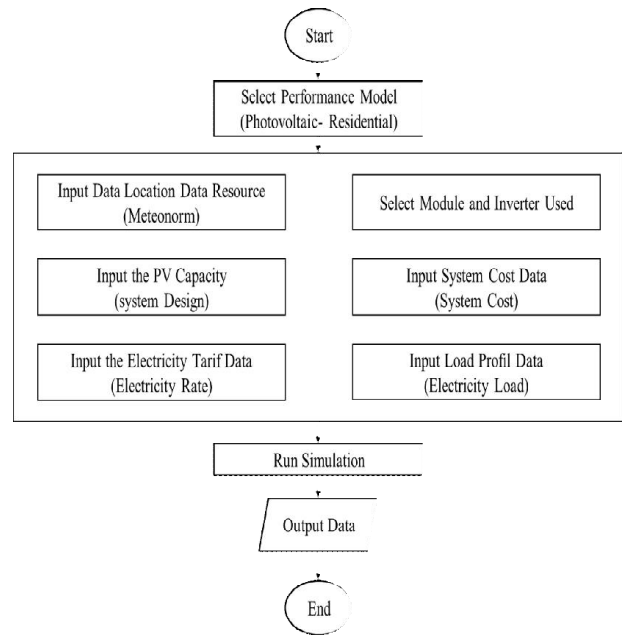 Start
Select Performance Model
(Photovoltaic- Residential)
Input Data Location Data Resource
(Meteonorm)
Select Module and Inverter Used
Input the PV Capacity
(system Design)
Input System Cost Data
(System Cost)
Input the Electricity Tarif Data
(Electricity Rate)
Input Load Profil Data
(Electricity Load)
Run Simulation
Output Data
End